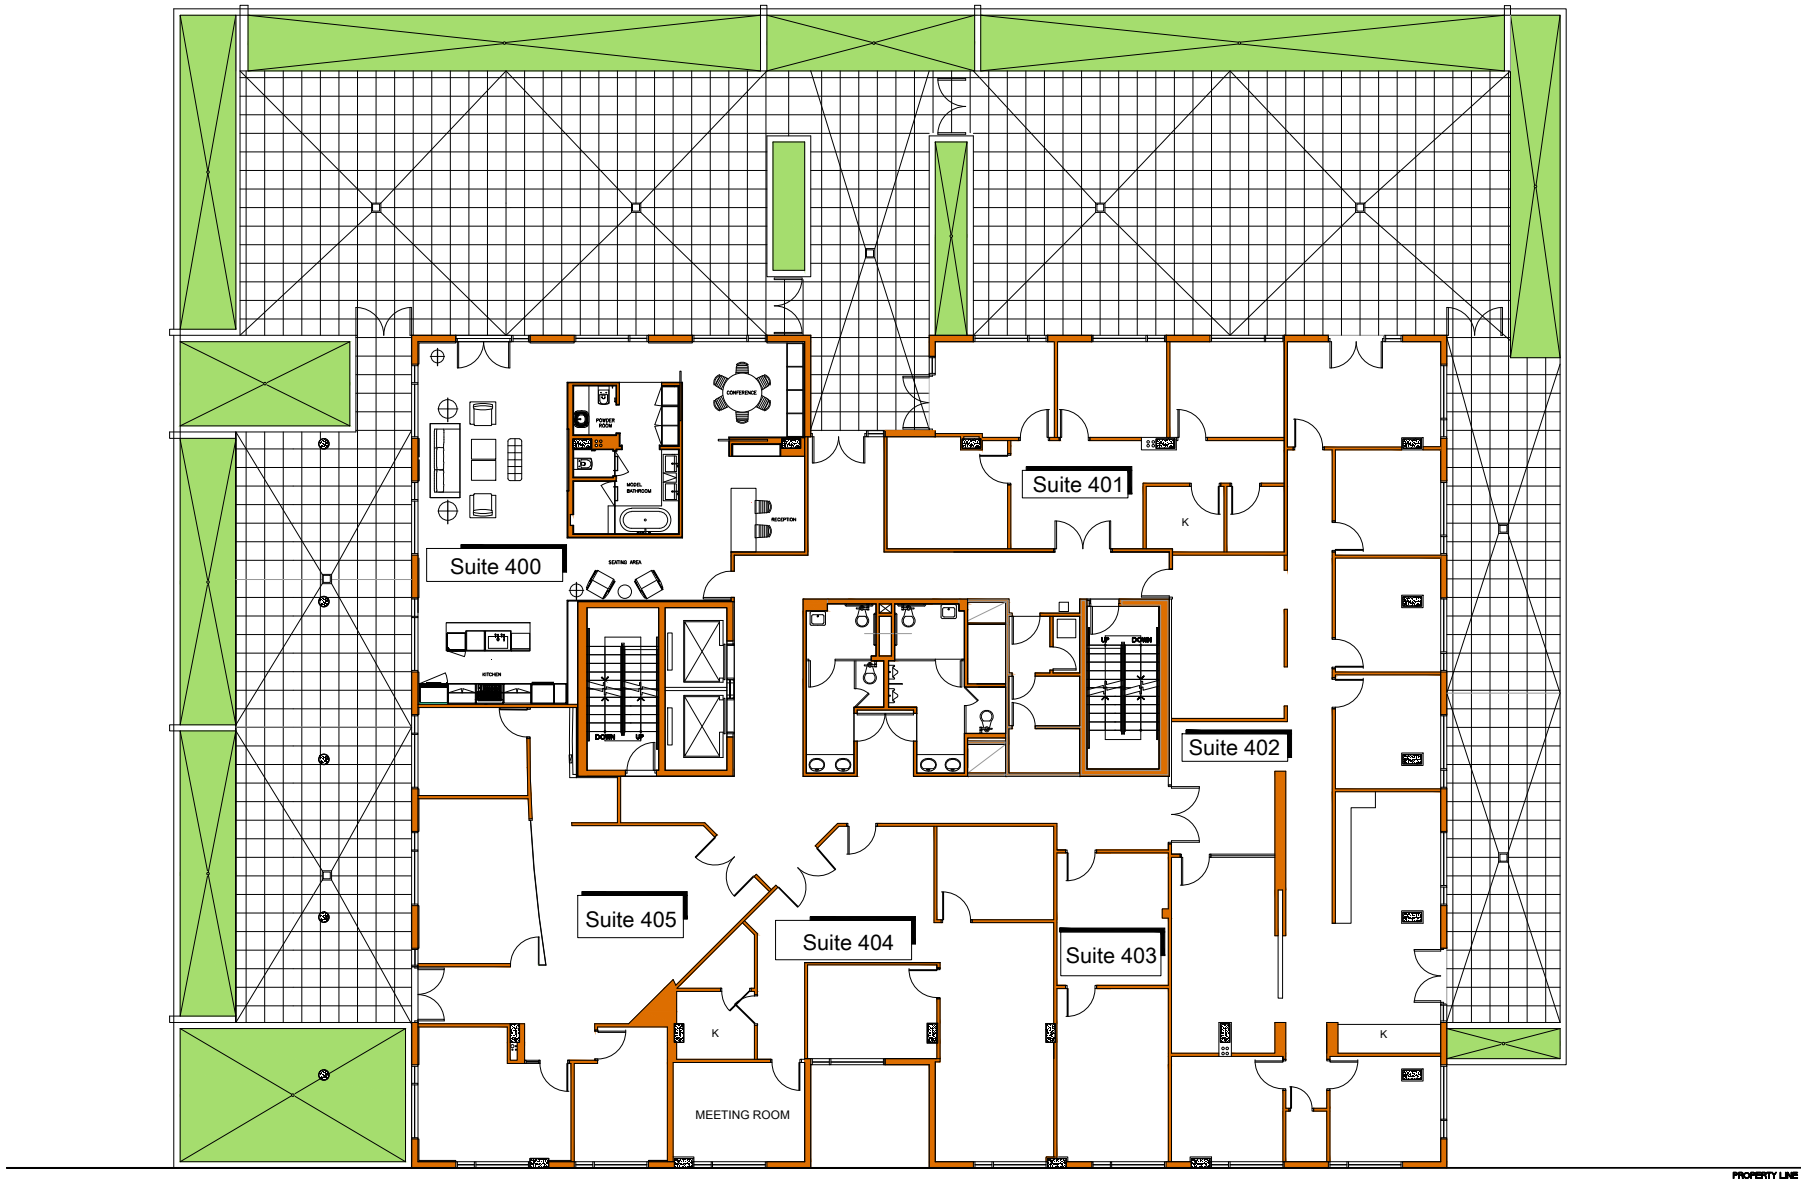 CONFERENCE
POWDER
ROOM
MODEL
BATHROOM
RECEPTION
Suite 401
K
Suite 400
SEATING AREA
KITCHEN
UP
DOWN
DOWN
UP
Suite 402
Suite 405
Suite 404
Suite 403
K
K
MEETING ROOM
PROPERTY LINE